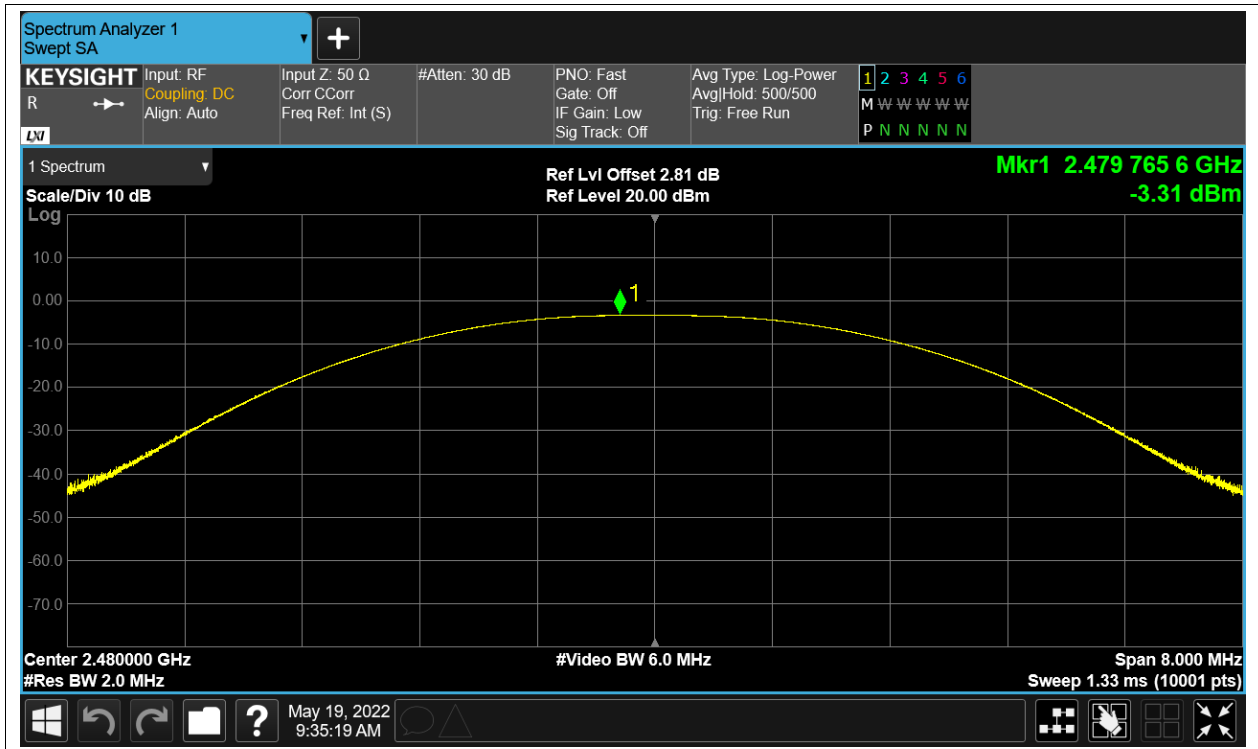 Spectrum Analyzer 1
Swept SA
+
KEYSIGHT
R
LXI
Input: RF
Coupling: DC
Align: Auto
Input Z: 50 Ω
Corr CCorr
Freq Ref: Int (S)
#Atten: 30 dB
PNO: Fast
Gate: Off
IF Gain: Low
Sig Track: Off
Avg Type: Log-Power
Avg|Hold: 500/500
Trig: Free Run
1 2 3 4 5 6
M W W W W W
P N N N N N
1 Spectrum
Scale/Div 10 dB
Log
Ref Lvl Offset 2.81 dB
Ref Level 20.00 dBm
Mkr1 2.479 765 6 GHz
-3.31 dBm
10.0
0.00
-10.0
-20.0
-30.0
-40.0
-50.0
-60.0
-70.0
1
Center 2.480000 GHz
#Res BW 2.0 MHz
#Video BW 6.0 MHz
Span 8.000 MHz
Sweep 1.33 ms (10001 pts)
?
May 19, 2022
9:35:19 AM